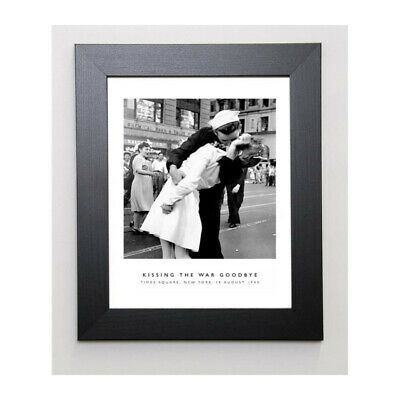 KISSING THE WAR GOODBYE
TIMES SQUARE, NEW YORK, 14 AUGUST 1945